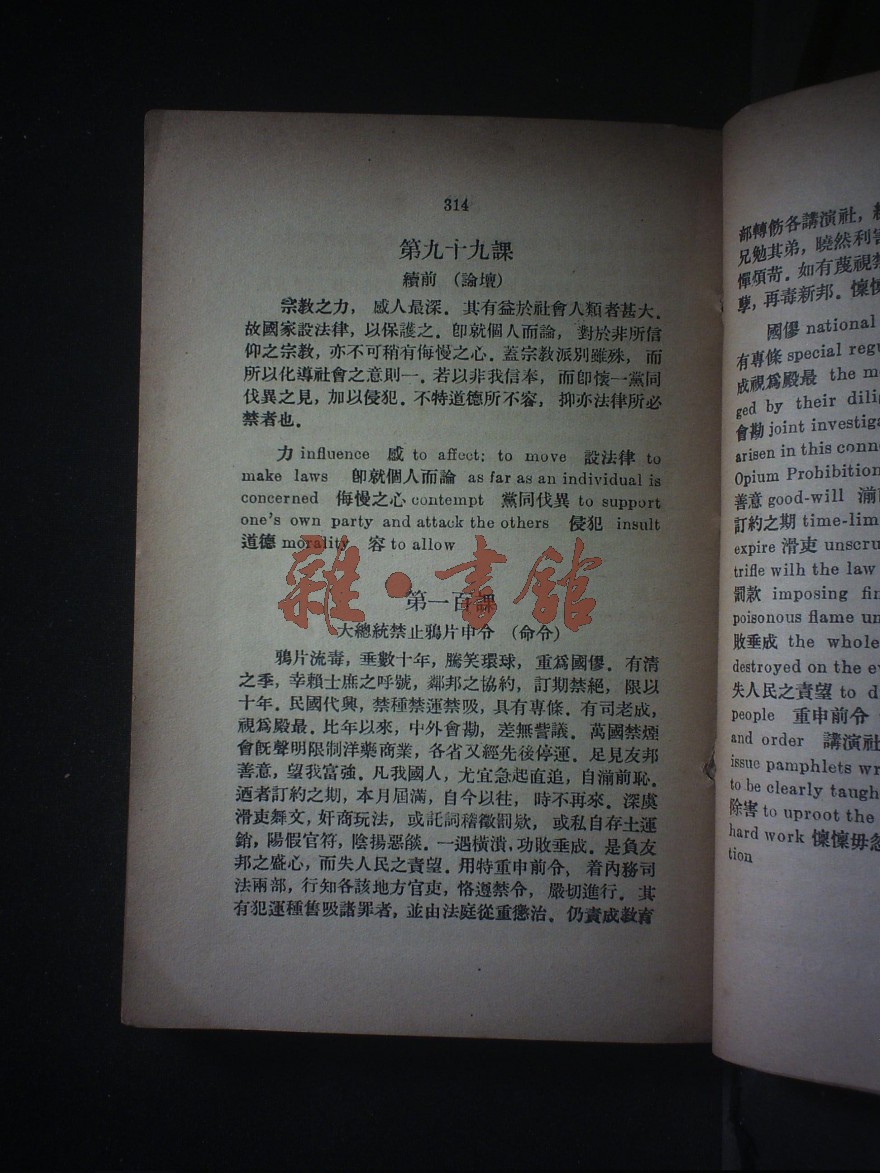 314
第九十九課
續前 (論壇)
宗教之力, 感人最深. 其有益於社會人類者甚大.
故國家設法律, 以保護之. 卽就個人而論, 對於非所信
仰之宗教, 亦不可稍有侮慢之心. 蓋宗教派別雖殊, 而
所以化導社會之意則一. 若以非我信奉, 而卽懷一黨同
伐異之見, 加以侵犯. 不特道德所不容, 抑亦法律所必
禁者也.
力 influence 感 to affect; to move 設法律 to
make laws 卽就個人而論 as far as an individual is
concerned 侮慢之心 contempt 黨同伐異 to support
one's own party and attack the others 侵犯 insult
道德 morality 容 to allow
雜·書館
第一百課
大總統禁止鴉片申令 (命令)
鴉片流毒, 垂數十年, 騰笑環球, 重爲國僇. 有清
之季, 幸賴士庶之呼號, 鄰邦之協約, 訂期禁絕, 限以
十年. 民國代興, 禁種禁運禁吸, 具有專條. 有司老成,
視爲殿最. 比年以來, 中外會勘, 差無訾議. 萬國禁煙
會旣聲明限制洋藥商業, 各省又經先後停運. 足見友邦
善意, 望我富強. 凡我國人, 尤宜急起直追, 自湔前恥.
迺者訂約之期, 本月屆滿, 自今以往, 時不再來. 深虞
滑吏舞文, 奸商玩法, 或託詞稽徵罰欵, 或私自存土運
銷, 陽假官符, 陰揚惡燄. 一遇橫潰, 功敗垂成. 是負友
邦之盛心, 而失人民之責望. 用特重申前令, 着內務司
法兩部, 行知各該地方官吏, 恪遵禁令, 嚴切進行. 其
有犯運種售吸諸罪者, 並由法庭從重懲治. 仍責成教育
部轉飭各講演社,
兄勉其弟, 曉然利害
憚煩苛. 如有蔑視禁
孽, 再毒新邦. 懍懍
國僇 national
有專條 special regu
成視爲殿最 the m
ged by their dili
會勘 joint investiga
arisen in this conn
Opium Prohibition
善意 good-will 湔
訂約之期 time-lim
expire 滑吏 unscru
trifle wilh the law
罰款 imposing fin
poisonous flame un
敗垂成 the whole
destroyed on the e
失人民之責望 to d
people 重申前令
and order 講演社
issue pamphlets wr
to be clearly taugh
除害 to uproot the
hard work 懍懍毋忽
tion